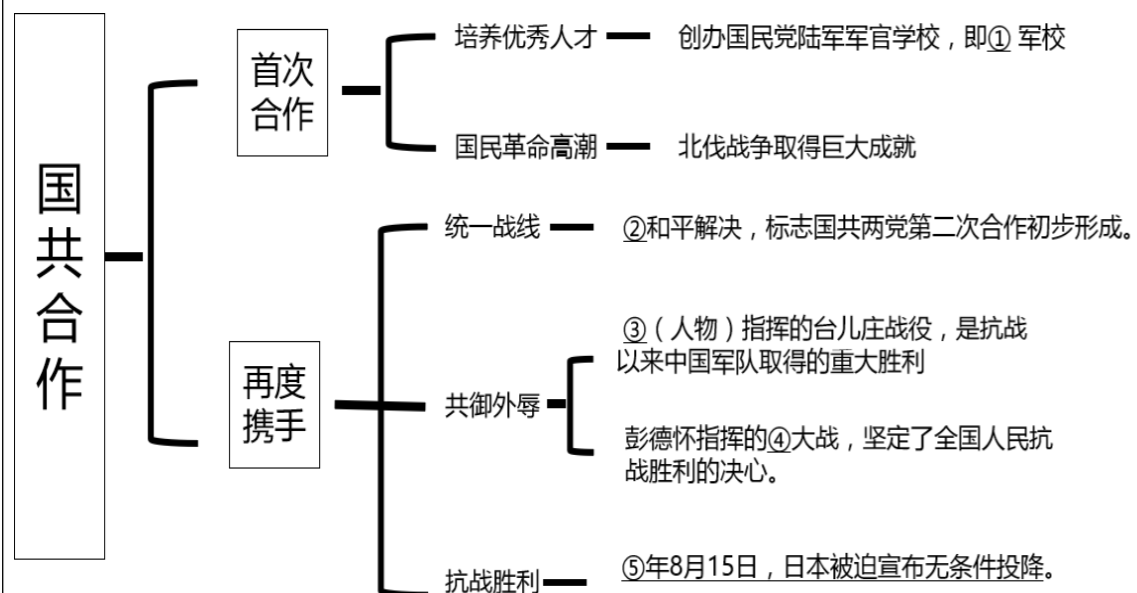 国共合作
首次
合作
培养优秀人才
创办国民党陆军军官学校，即① 军校
国民革命高潮
北伐战争取得巨大成就
再度
携手
统一战线
②和平解决，标志国共两党第二次合作初步形成。
共御外辱
③（人物）指挥的台儿庄战役，是抗战
以来中国军队取得的重大胜利
彭德怀指挥的④大战，坚定了全国人民抗
战胜利的决心。
抗战胜利
⑤年8月15日，日本被迫宣布无条件投降。